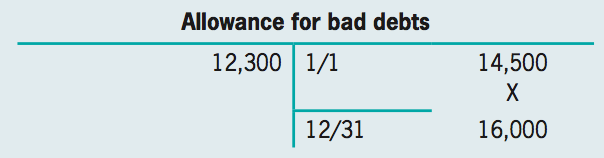 Allowance for bad debts
12,300 1/1 14,500
X
12/31 16,000